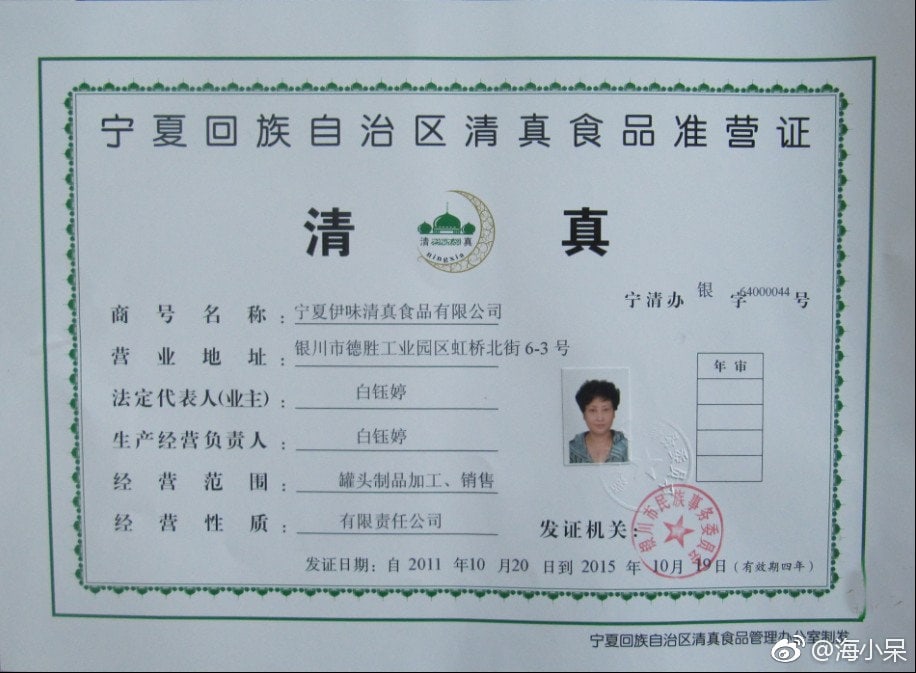 宁夏回族自治区清真食品准营证
清 真
清 真
ningxia
宁清办 银 字64000044号
商号名称：宁夏伊味清真食品有限公司
营业地址：银川市德胜工业园区虹桥北街 6-3 号
法定代表人(业主)：白钰婷
生产经营负责人：白钰婷
经营范围：罐头制品加工、销售
经营性质：有限责任公司
年审
发证机关：
银川市民族事务委员会
发证日期：自 2011 年10 月20 日到 2015 年 10月 19日(有效期四年)
宁夏回族自治区清真食品管理办公室制发
@海小呆